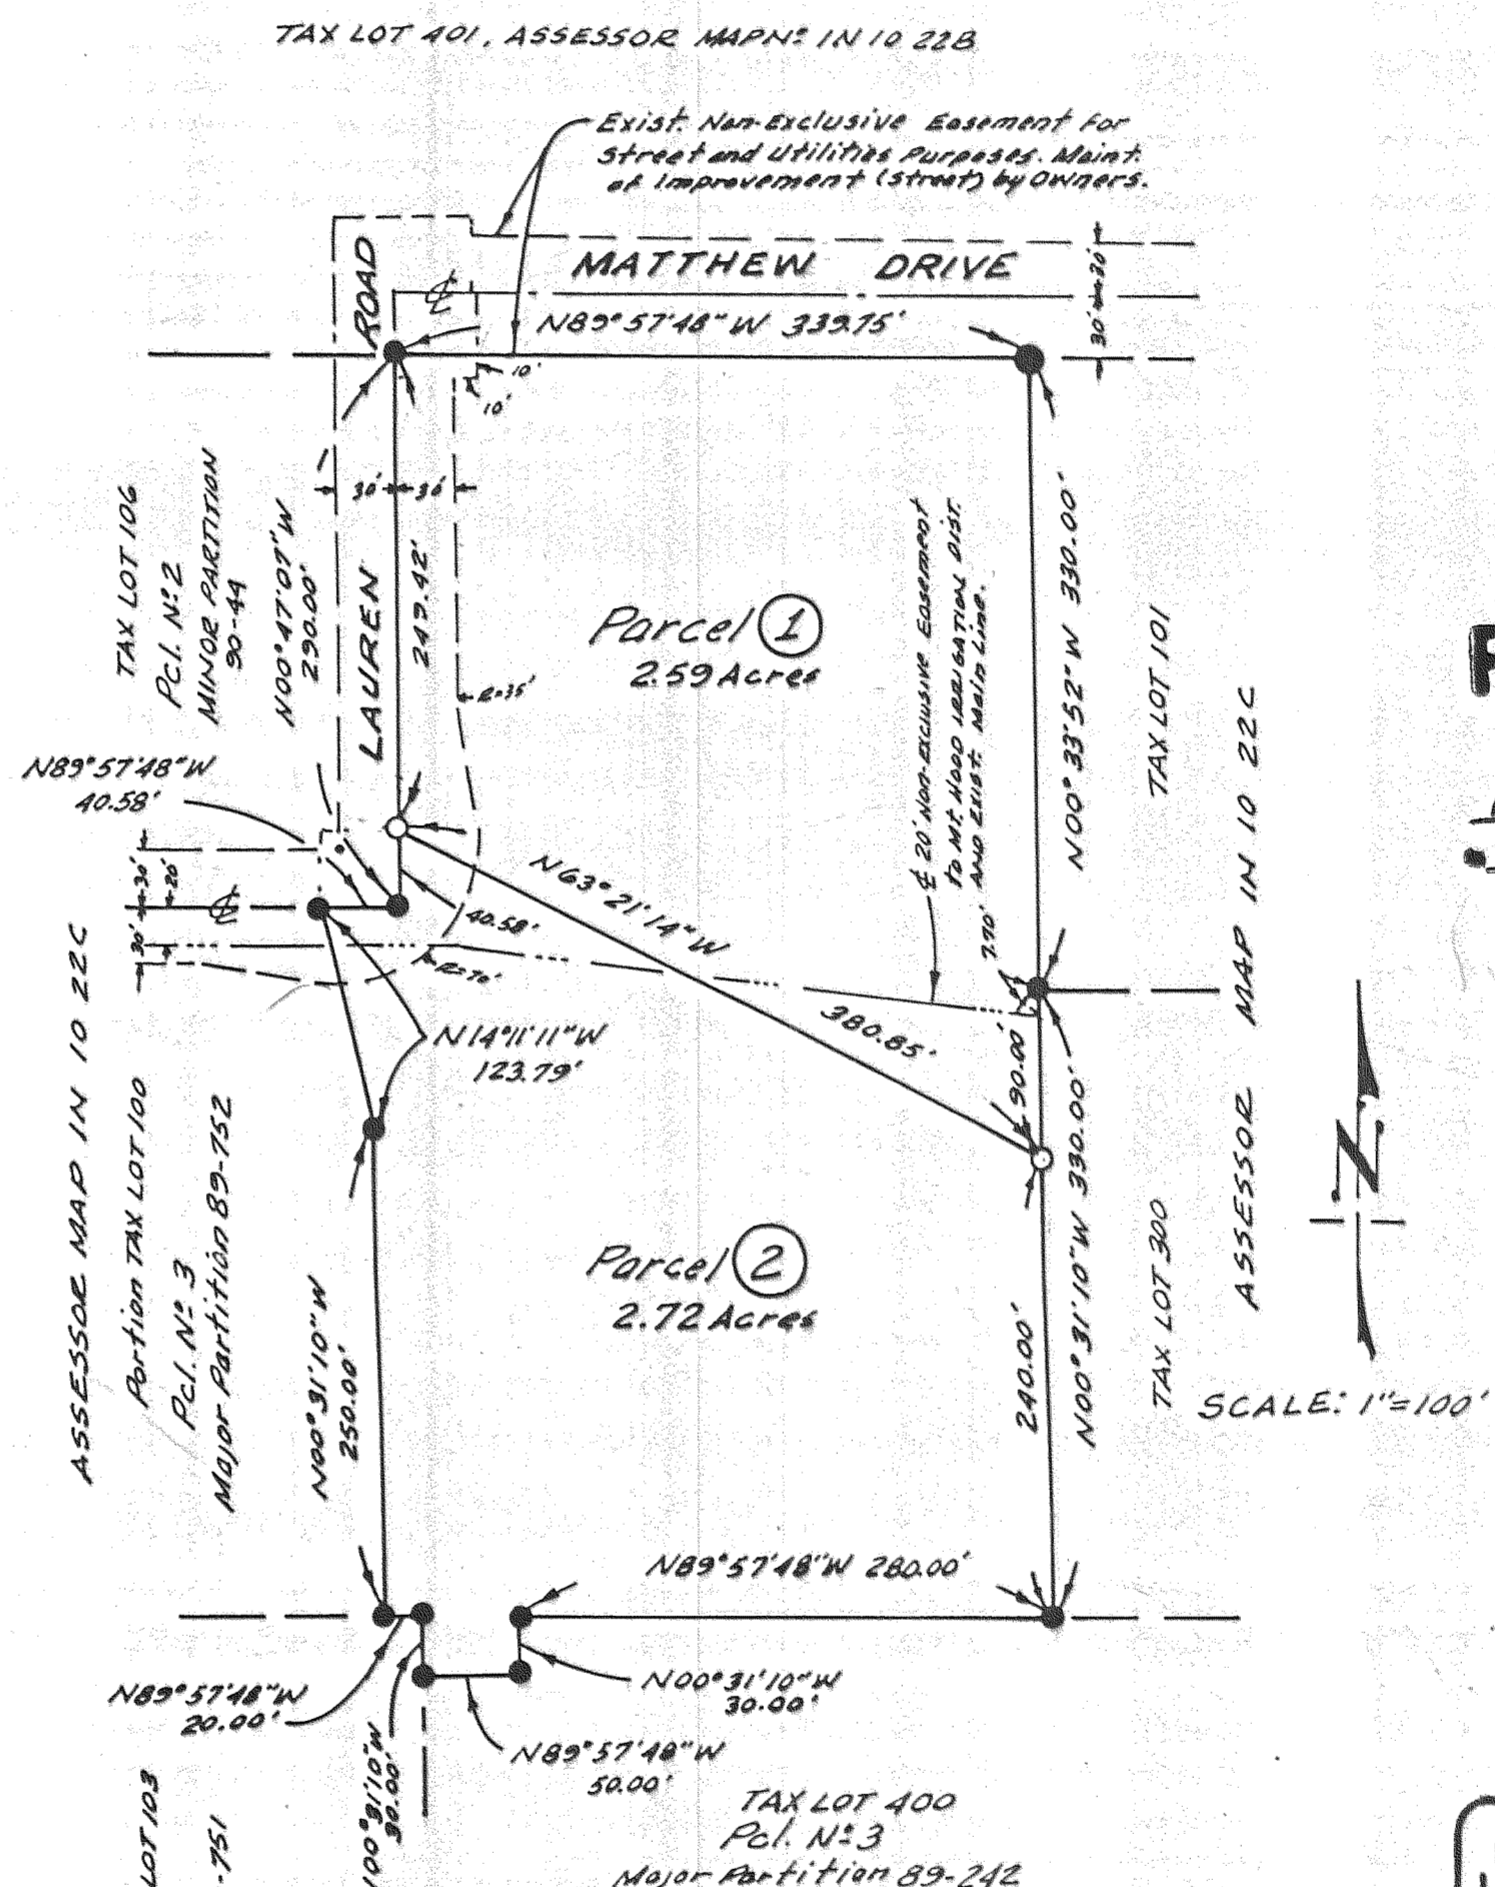 TAX LOT 401, ASSESSOR MAP Nº 1N 10 22B
Exist. Non-Exclusive Easement for
Street and Utilities Purposes. Maint.
of Improvement (Street) by Owners.
MATTHEW DRIVE
ROAD
20'
30'
N89°57'48"W 339.75'
10'
10'
30' 30'
TAX LOT 106
Pcl. Nº 2
MINOR PARTITION
90-44
N00°47'07"W
290.00'
LAUREN
249.42'
Parcel 1
2.59 Acres
R=35'
℄ 20' Non-Exclusive Easement
to Mt. Hood Irrigation Dist.
And Exist. Main Line.
N00°33'52"W 330.00'
TAX LOT 101
ASSESSOR MAP 1N 10 22C
N89°57'48"W
40.58'
30'
20'
30'
℄
40.58'
R=70'
N63°21'14"W
380.85'
7.70'
90.00'
N14°11'11"W
123.79'
ASSESSOR MAP 1N 10 22C
Portion TAX LOT 100
Pcl. Nº 3
Major Partition 89-752
N00°31'10"W
250.00'
Parcel 2
2.72 Acres
240.00'
N00°31'10"W 330.00'
TAX LOT 300
N
SCALE: 1"=100'
N89°57'48"W 280.00'
N89°57'48"W
20.00'
N00°31'10"W
30.00'
N89°57'48"W
50.00'
00°31'10"W
30.00'
LOT 103
-751
TAX LOT 400
Pcl. Nº 3
Major Partition 89-242